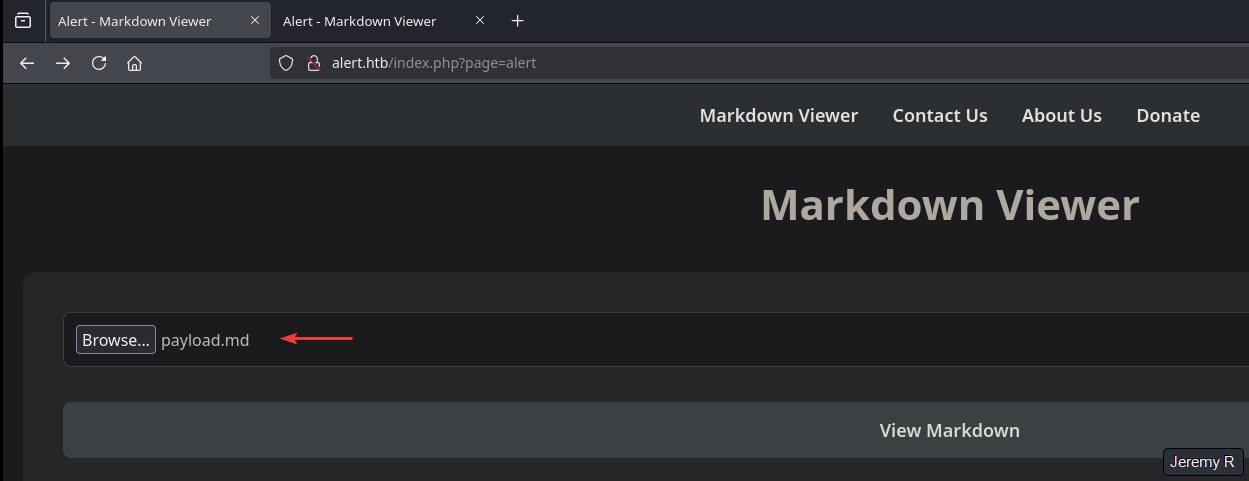 Alert - Markdown Viewer Alert - Markdown Viewer
alert.htb/index.php?page=alert
Markdown Viewer Contact Us About Us Donate
Markdown Viewer
Browse... payload.md
View Markdown
Jeremy R